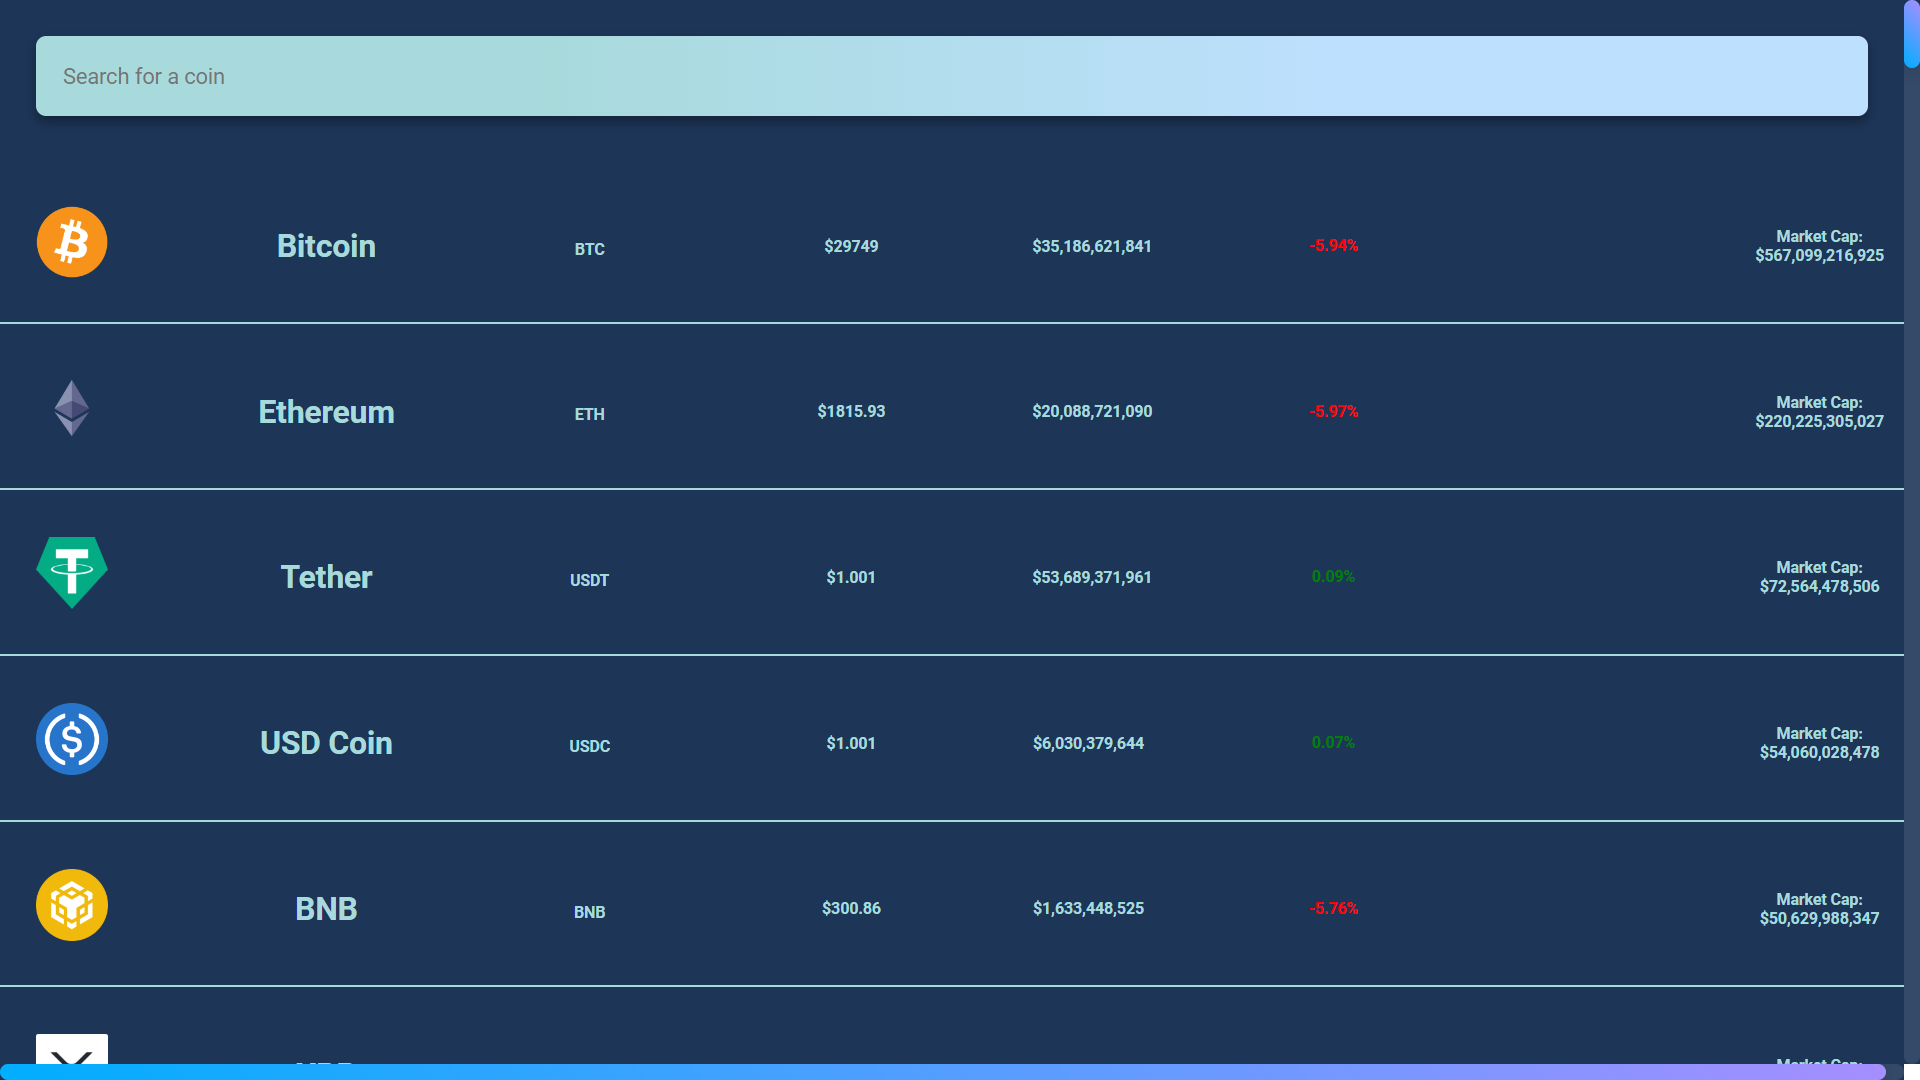 Search for a coin
Bitcoin BTC $29749 $35,186,621,841 -5.94% Market Cap:
$567,099,216,925
Ethereum ETH $1815.93 $20,088,721,090 -5.97% Market Cap:
$220,225,305,027
Tether USDT $1.001 $53,689,371,961 0.09% Market Cap:
$72,564,478,506
USD Coin USDC $1.001 $6,030,379,644 0.07% Market Cap:
$54,060,028,478
BNB BNB $300.86 $1,633,448,525 -5.76% Market Cap:
$50,629,988,347